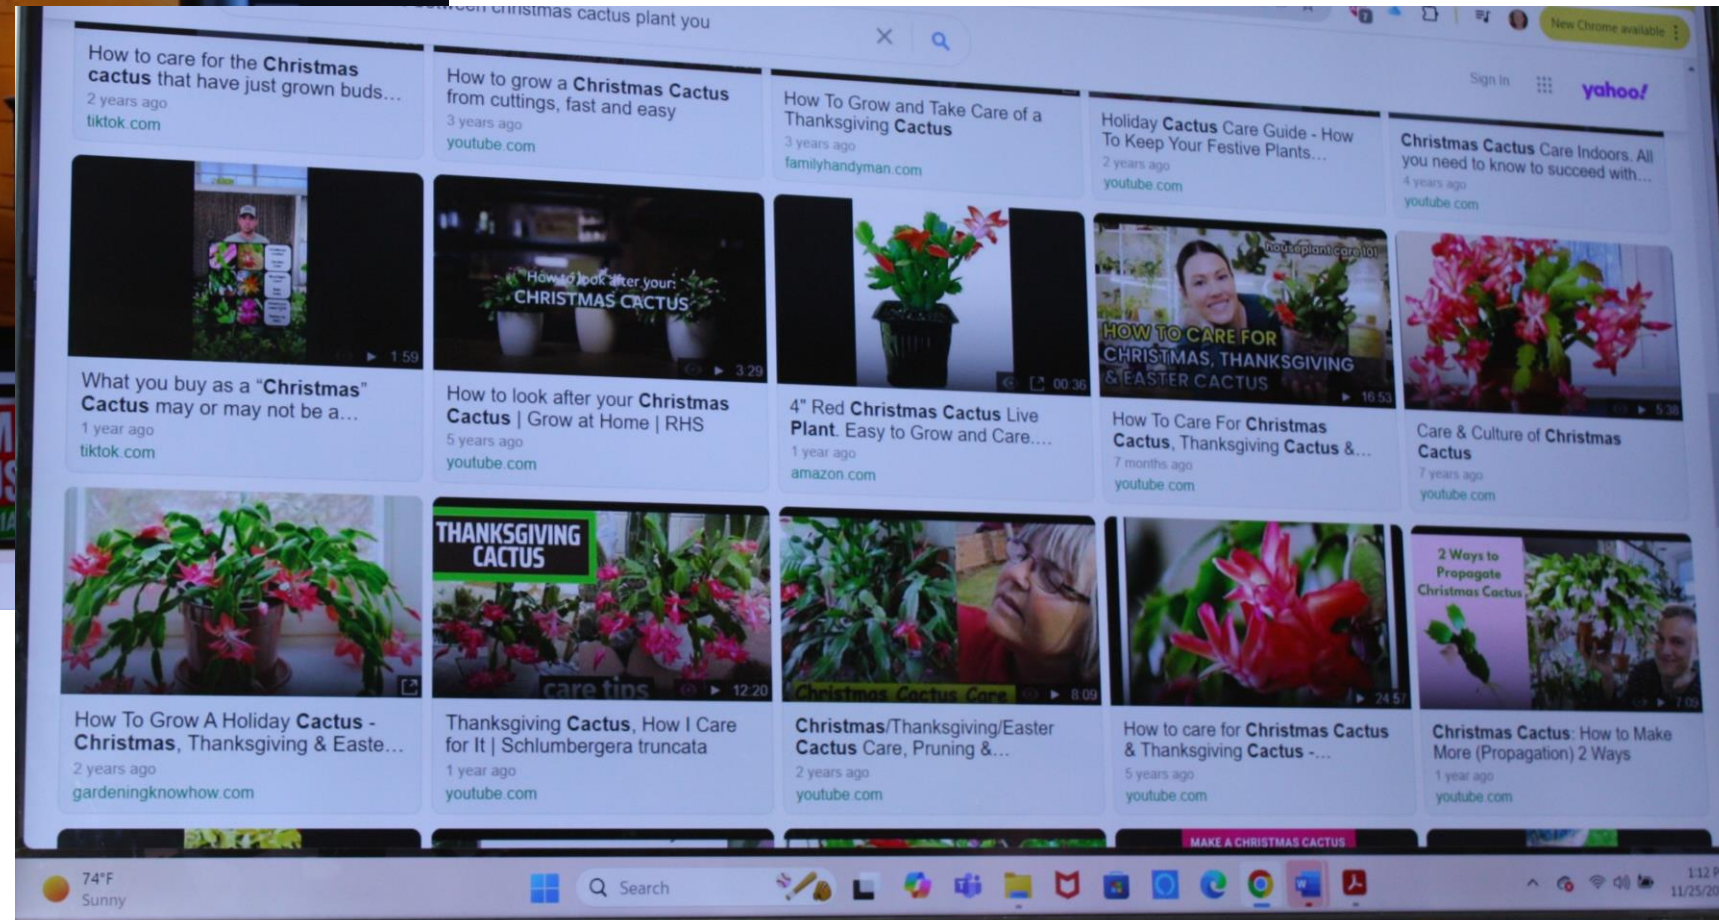 christmas cactus plant you
New Chrome available
Sign In
yahoo!
How to care for the Christmas
cactus that have just grown buds...
2 years ago
tiktok.com
How to grow a Christmas Cactus
from cuttings, fast and easy
3 years ago
youtube.com
How To Grow and Take Care of a
Thanksgiving Cactus
3 years ago
familyhandyman.com
Holiday Cactus Care Guide - How
To Keep Your Festive Plants...
2 years ago
youtube.com
Christmas Cactus Care Indoors. All
you need to know to succeed with...
4 years ago
youtube.com
1:59
What you buy as a “Christmas”
Cactus may or may not be a...
1 year ago
tiktok.com
How to look after your:
CHRISTMAS CACTUS
3:29
How to look after your Christmas
Cactus | Grow at Home | RHS
5 years ago
youtube.com
00:36
4" Red Christmas Cactus Live
Plant. Easy to Grow and Care....
1 year ago
amazon.com
houseplant care 101
HOW TO CARE FOR
CHRISTMAS, THANKSGIVING
& EASTER CACTUS
16:53
How To Care For Christmas
Cactus, Thanksgiving Cactus &...
7 months ago
youtube.com
5:38
Care & Culture of Christmas
Cactus
7 years ago
youtube.com
How To Grow A Holiday Cactus -
Christmas, Thanksgiving & Easte...
2 years ago
gardeningknowhow.com
THANKSGIVING
CACTUS
care tips
12:20
Thanksgiving Cactus, How I Care
for It | Schlumbergera truncata
1 year ago
youtube.com
Christmas Cactus Care
8:09
Christmas/Thanksgiving/Easter
Cactus Care, Pruning &...
2 years ago
youtube.com
24:57
How to care for Christmas Cactus
& Thanksgiving Cactus -...
5 years ago
youtube.com
2 Ways to
Propagate
Christmas Cactus
7:09
Christmas Cactus: How to Make
More (Propagation) 2 Ways
1 year ago
youtube.com
MAKE A CHRISTMAS CACTUS
74°F
Sunny
Search
1:12 P
11/25/20